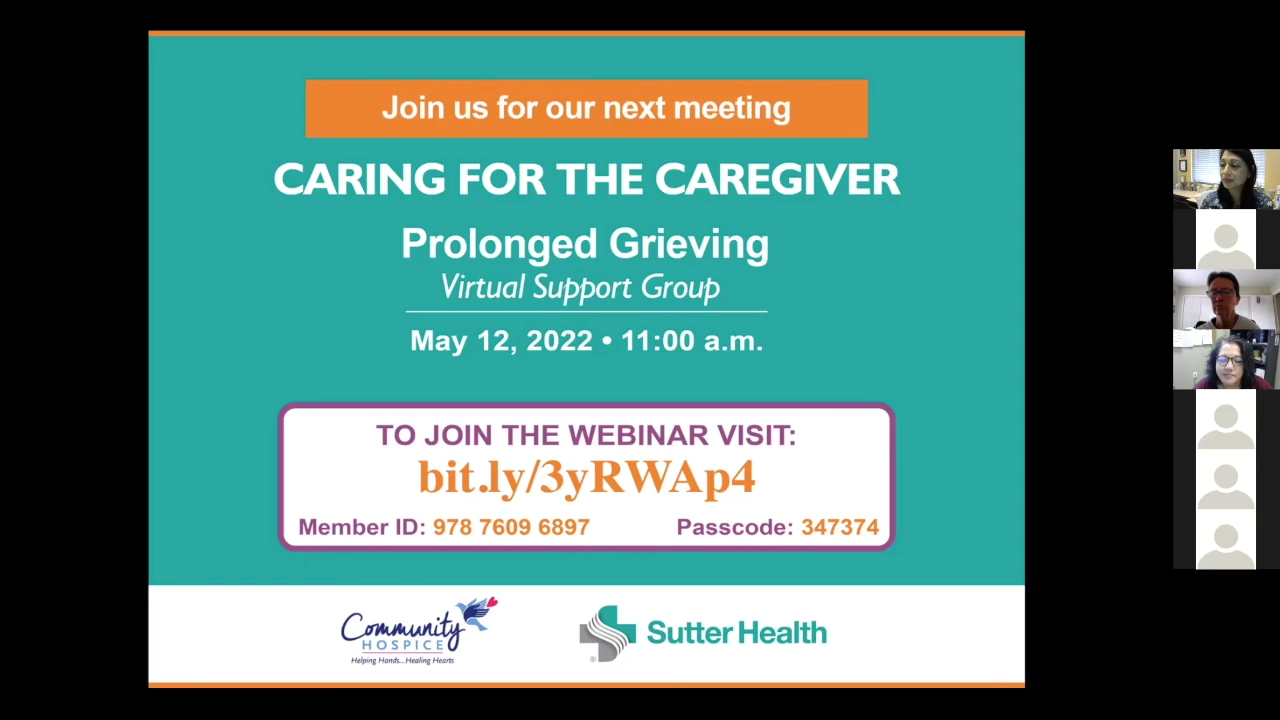 Join us for our next meeting
CARING FOR THE CAREGIVER
Prolonged Grieving
Virtual Support Group
May 12, 2022 • 11:00 a.m.
TO JOIN THE WEBINAR VISIT:
bit.ly/3yRWAp4
Member ID: 978 7609 6897 Passcode: 347374
Community
HOSPICE
Helping Hands...Healing Hearts
® Sutter Health